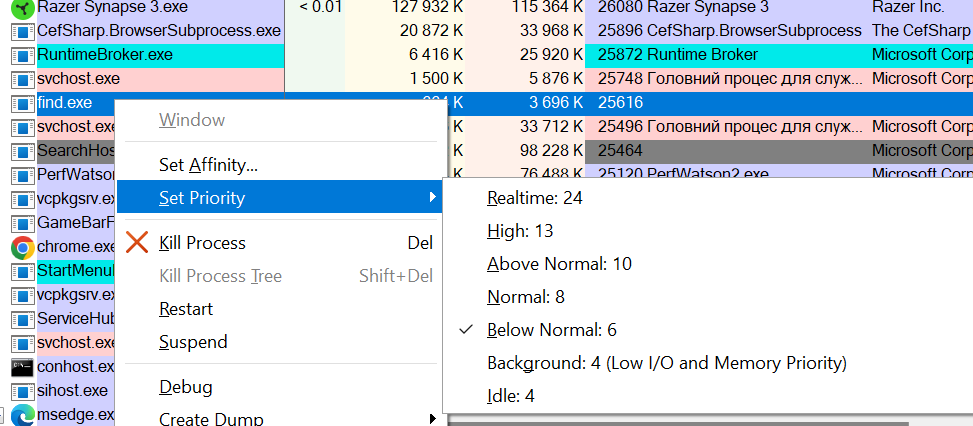 Razer Synapse 3.exe < 0.01 127 932 K 115 364 K 26080 Razer Synapse 3 Razer Inc.
CefSharp.BrowserSubprocess.exe 20 872 K 33 968 K 25896 CefSharp.BrowserSubprocess The CefSharp
RuntimeBroker.exe 6 416 K 25 920 K 25872 Runtime Broker Microsoft Corp
svchost.exe 1 500 K 5 876 K 25748 Головний процес для служ... Microsoft Corp
find.exe K 3 696 K 25616
svchost.exe K 33 712 K 25496 Головний процес для служ... Microsoft Corp
SearchHos K 98 228 K 25464 Microsoft Corp
PerfWatson K 76 488 K 25120 PerfWatson2.exe Microsoft Corp
vcpkgsrv.ex
GameBarF
chrome.exe
StartMenu
vcpkgsrv.ex
ServiceHub
svchost.exe
conhost.exe
sihost.exe
msedge.exe
Window
Set Affinity...
Set Priority
Kill Process Del
Kill Process Tree Shift+Del
Restart
Suspend
Debug
Create Dump
Realtime: 24
High: 13
Above Normal: 10
Normal: 8
Below Normal: 6
Background: 4 (Low I/O and Memory Priority)
Idle: 4